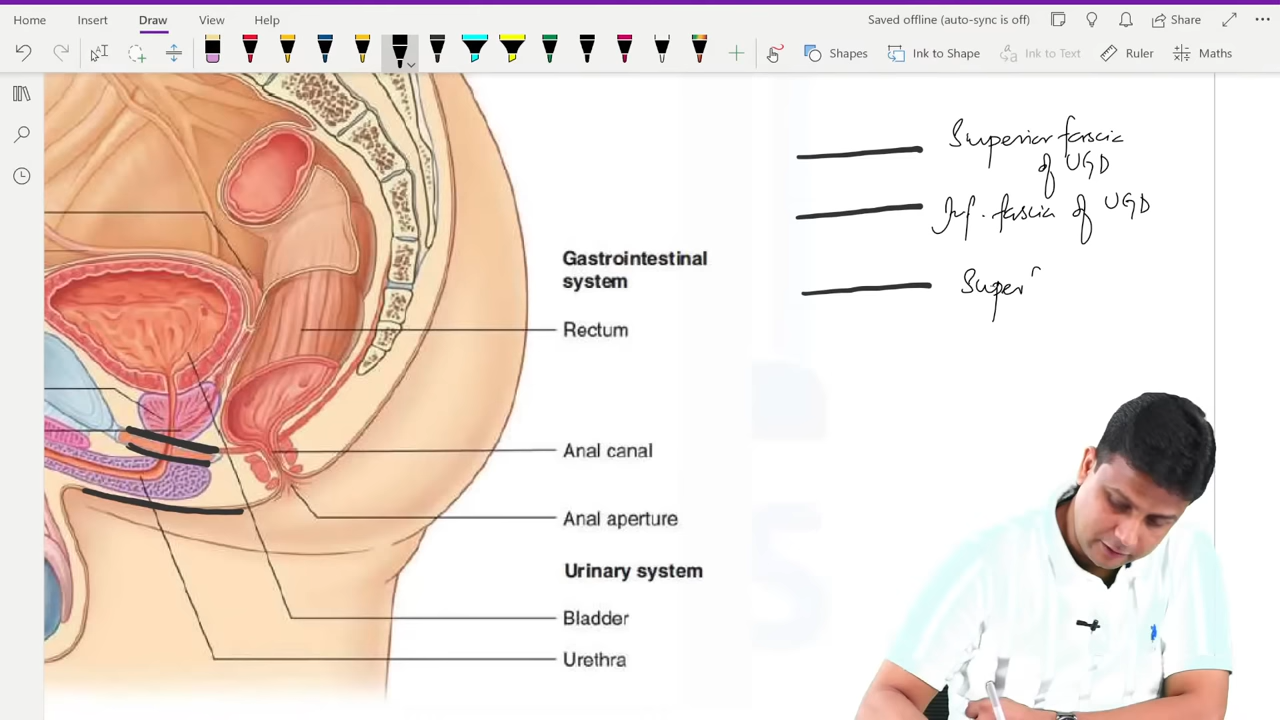 Home Insert Draw View Help
Saved offline (auto-sync is off) Share
Shapes Ink to Shape Ink to Text Ruler Maths
Superior fascia
of UGD
Inf. fascia of UGD
Super
Gastrointestinal
system
Rectum
Anal canal
Anal aperture
Urinary system
Bladder
Urethra